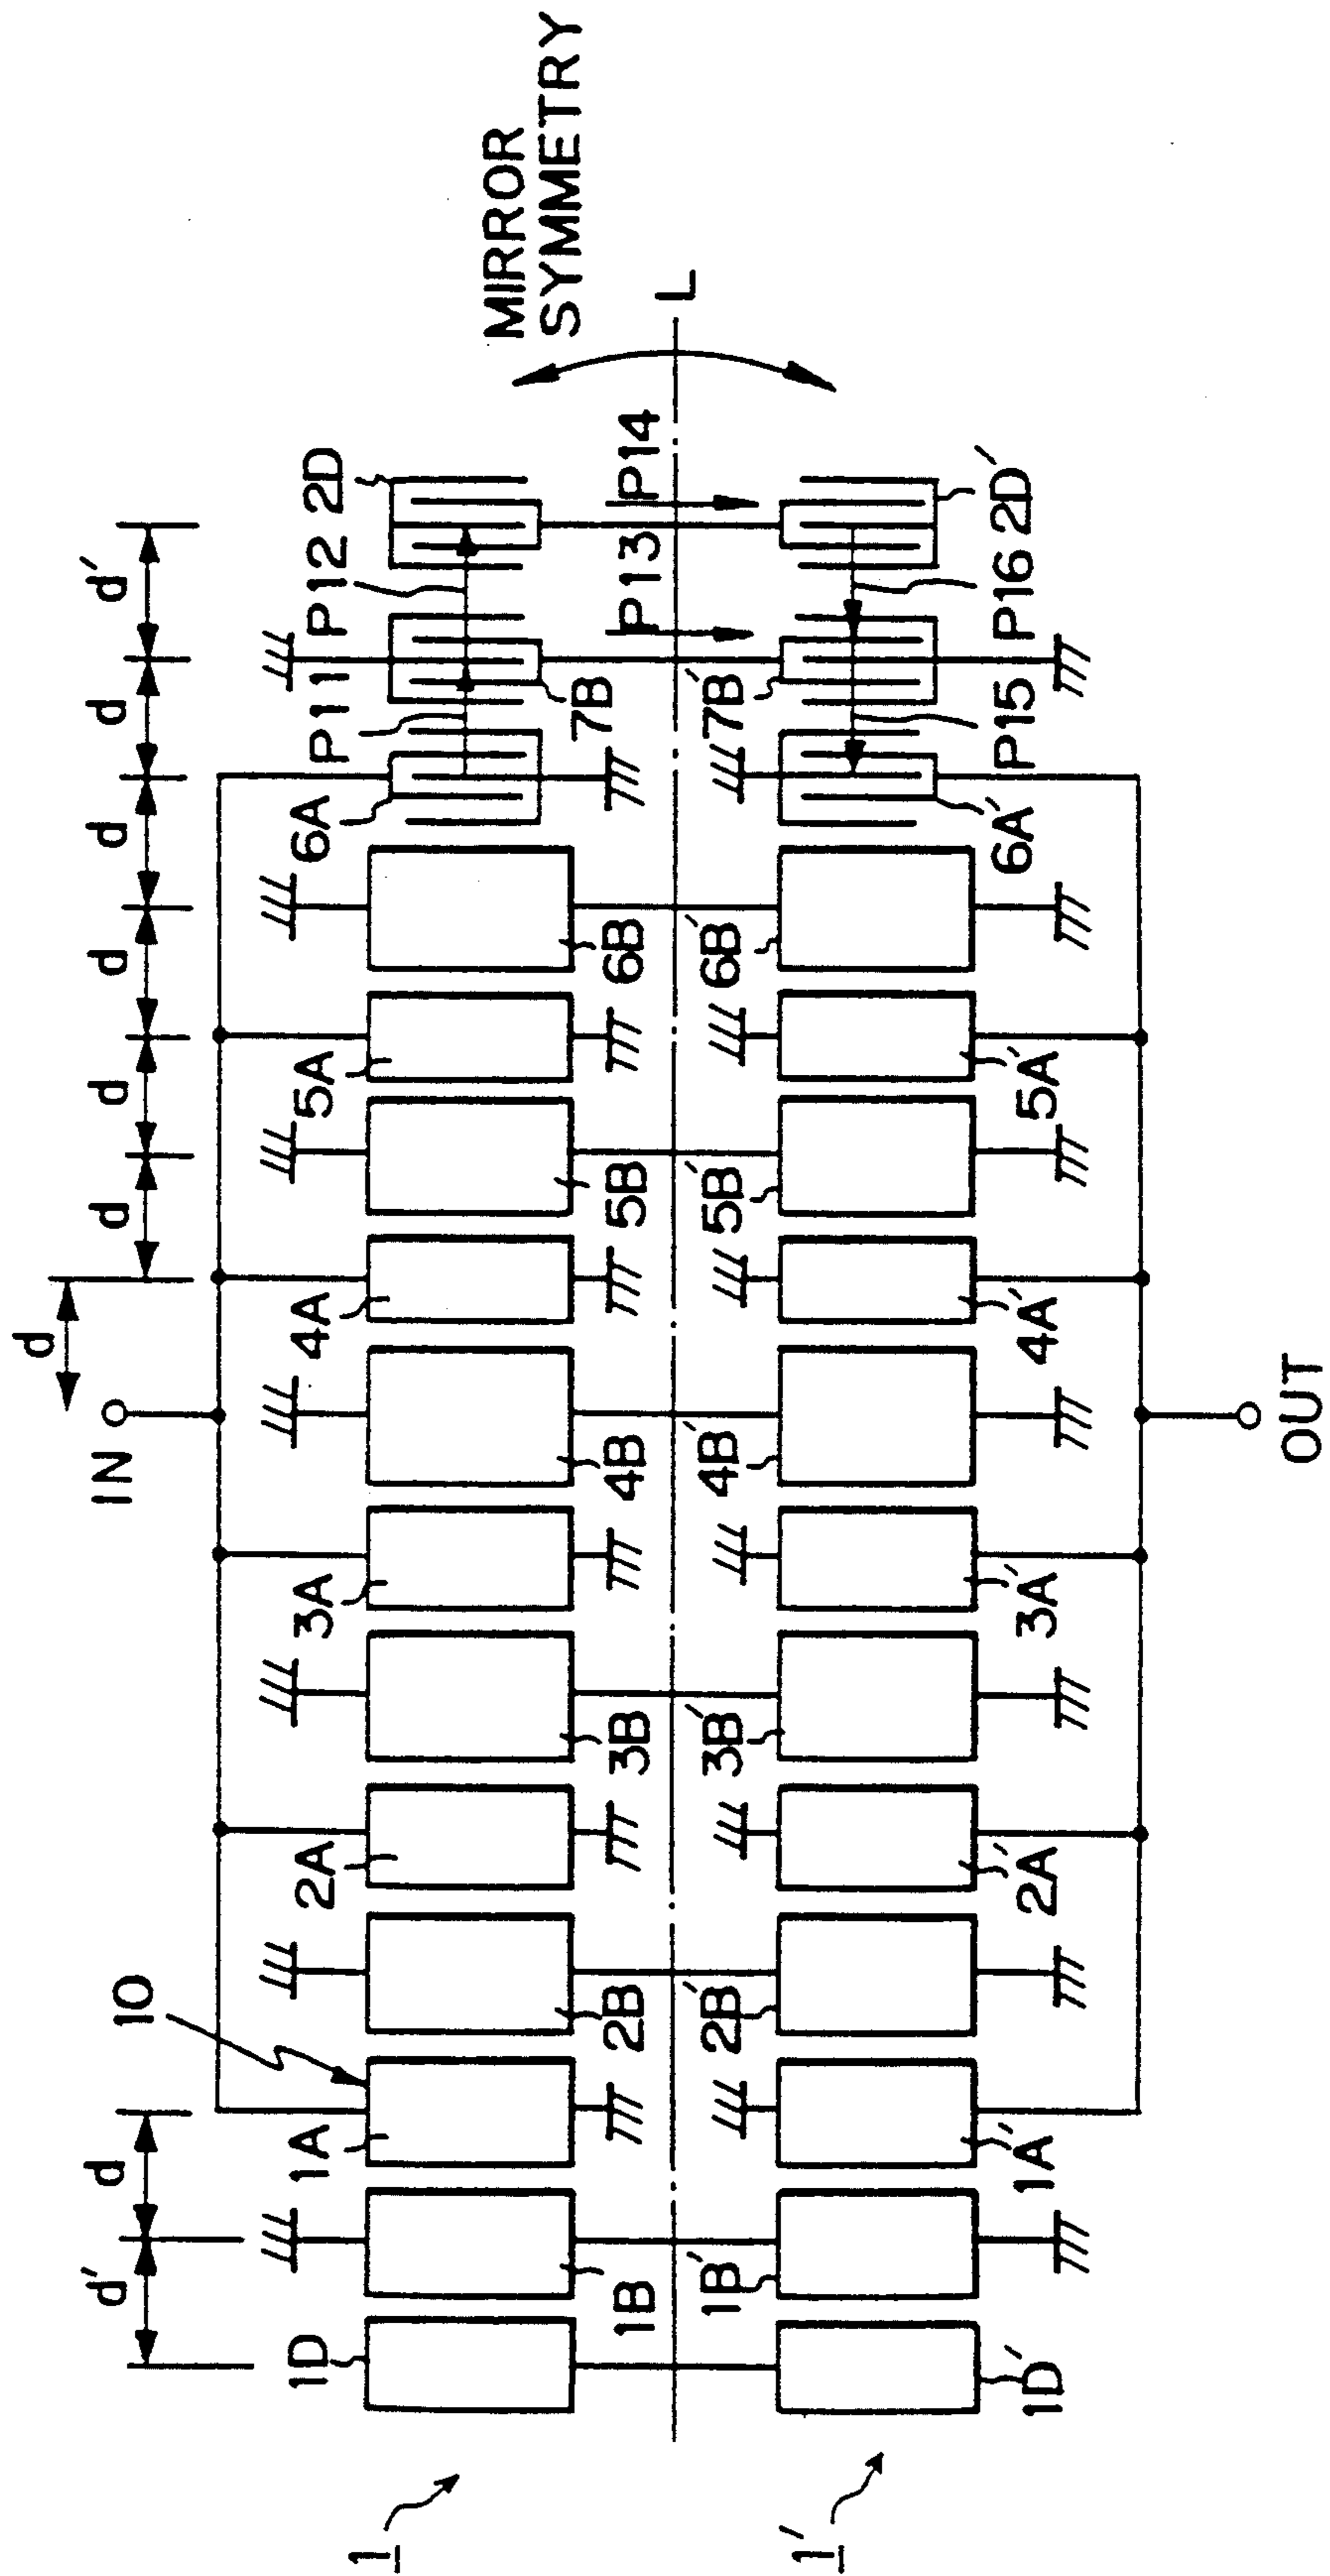 d
d' d IN d d d d d d'
10
1D 1A 2A 3A 4A 5A 6A P11 P12 2D
1
MIRROR
SYMMETRY
1B 2B 3B 4B 5B 6B 7B P13 P14
L
1B' 2B' 3B' 4B' 5B' 6B' 7B'
1'
1D' 1A' 2A' 3A' 4A' 5A' 6A' P15 P16 2D'
OUT